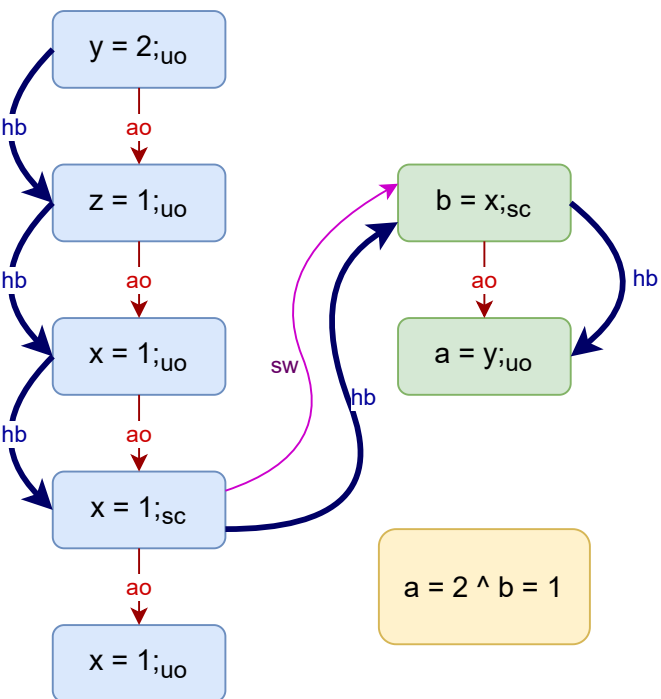 y = 2;uo
hb
ao
z = 1;uo
b = x;sc
hb
ao
ao
hb
x = 1;uo
a = y;uo
sw
hb
hb
ao
x = 1;sc
ao
a = 2 ^ b = 1
x = 1;uo